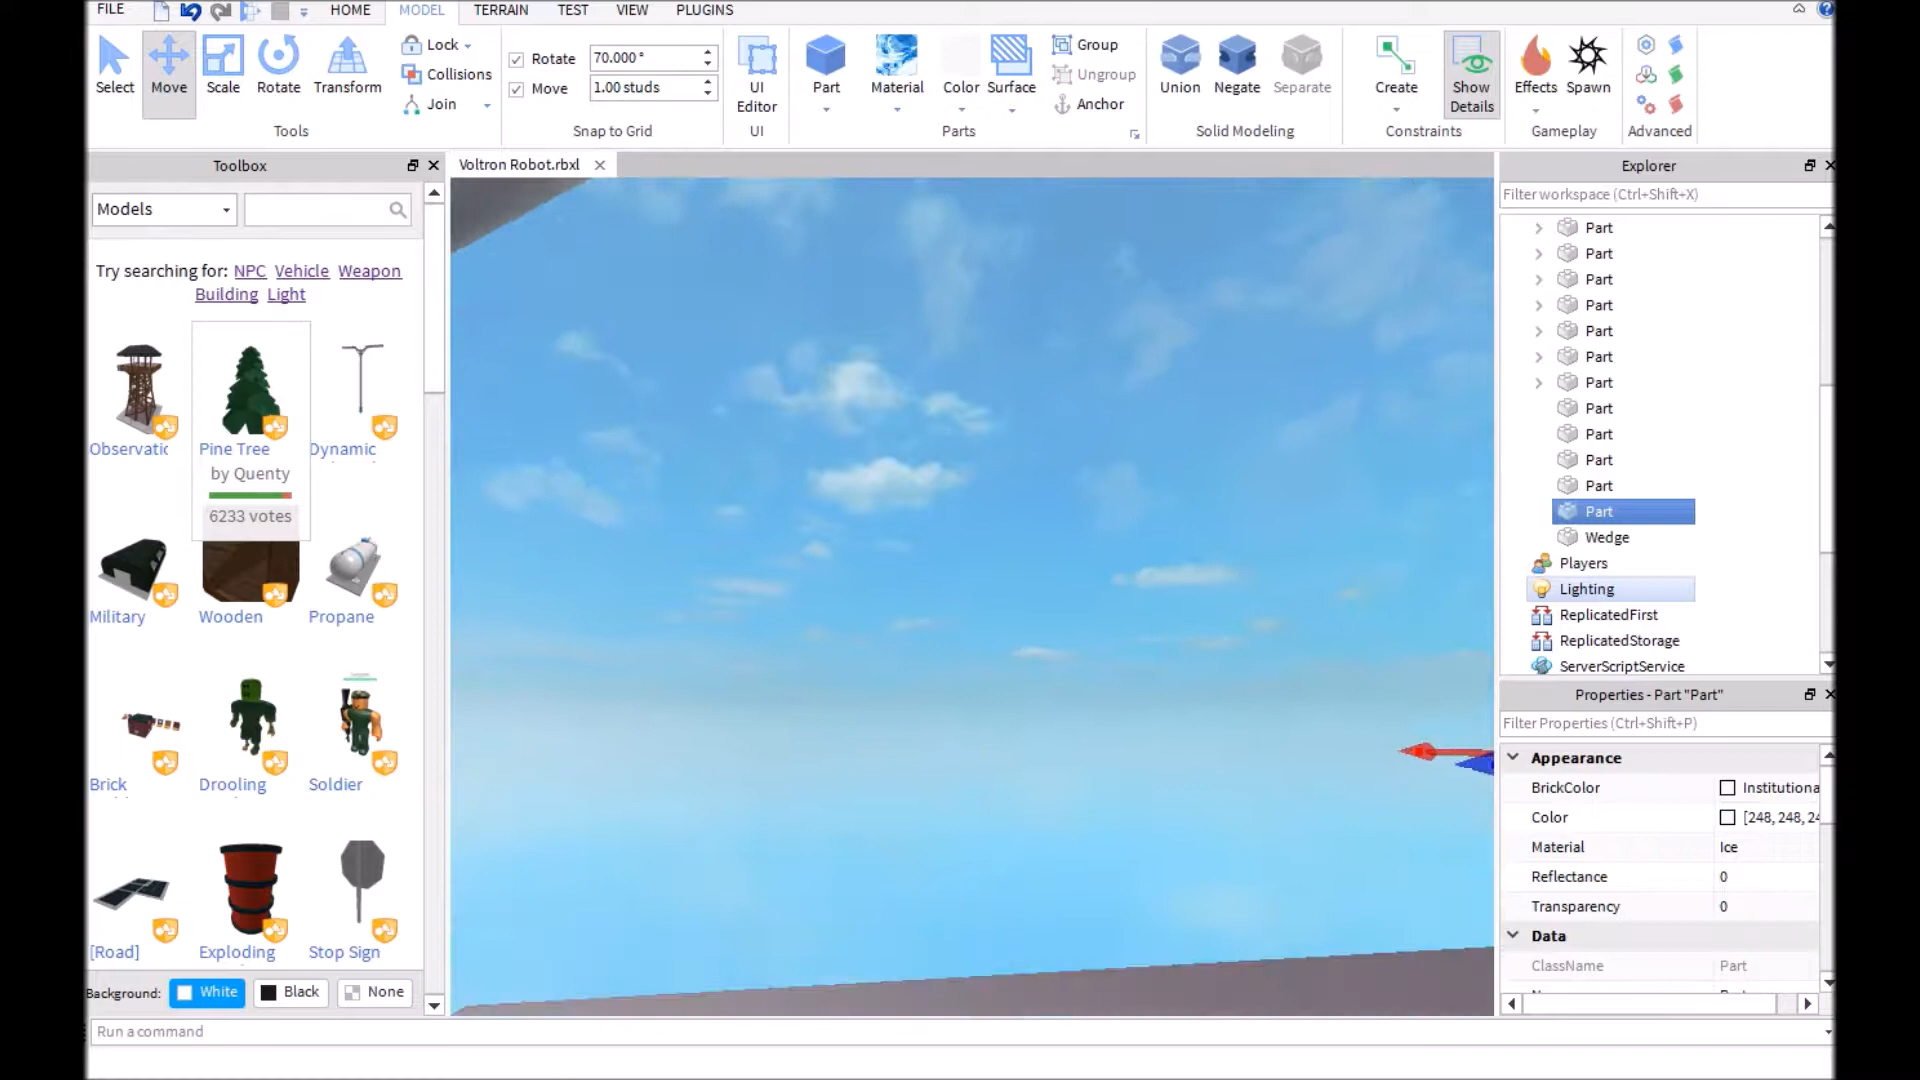 FILE HOME MODEL TERRAIN TEST VIEW PLUGINS
Select Move Scale Rotate Transform
Lock
Collisions
Join
Tools
Rotate 70.000 °
Move 1.00 studs
Snap to Grid
UI
Editor
UI
Part Material Color Surface
Group
Ungroup
Anchor
Parts
Union Negate Separate
Solid Modeling
Create Show
Details
Constraints
Effects Spawn
Gameplay
Advanced
Toolbox
Models
Try searching for: NPC Vehicle Weapon
Building Light
Observatic Pine Tree Dynamic
by Quenty
6233 votes
Military Wooden Propane
Brick Drooling Soldier
[Road] Exploding Stop Sign
Background: White Black None
Run a command
Voltron Robot.rbxl
Explorer
Filter workspace (Ctrl+Shift+X)
Part
Part
Part
Part
Part
Part
Part
Part
Part
Part
Part
Part
Wedge
Players
Lighting
ReplicatedFirst
ReplicatedStorage
ServerScriptService
Properties - Part "Part"
Filter Properties (Ctrl+Shift+P)
Appearance
BrickColor Instituciona
Color [248, 248, 24
Material Ice
Reflectance 0
Transparency 0
Data
ClassName Part